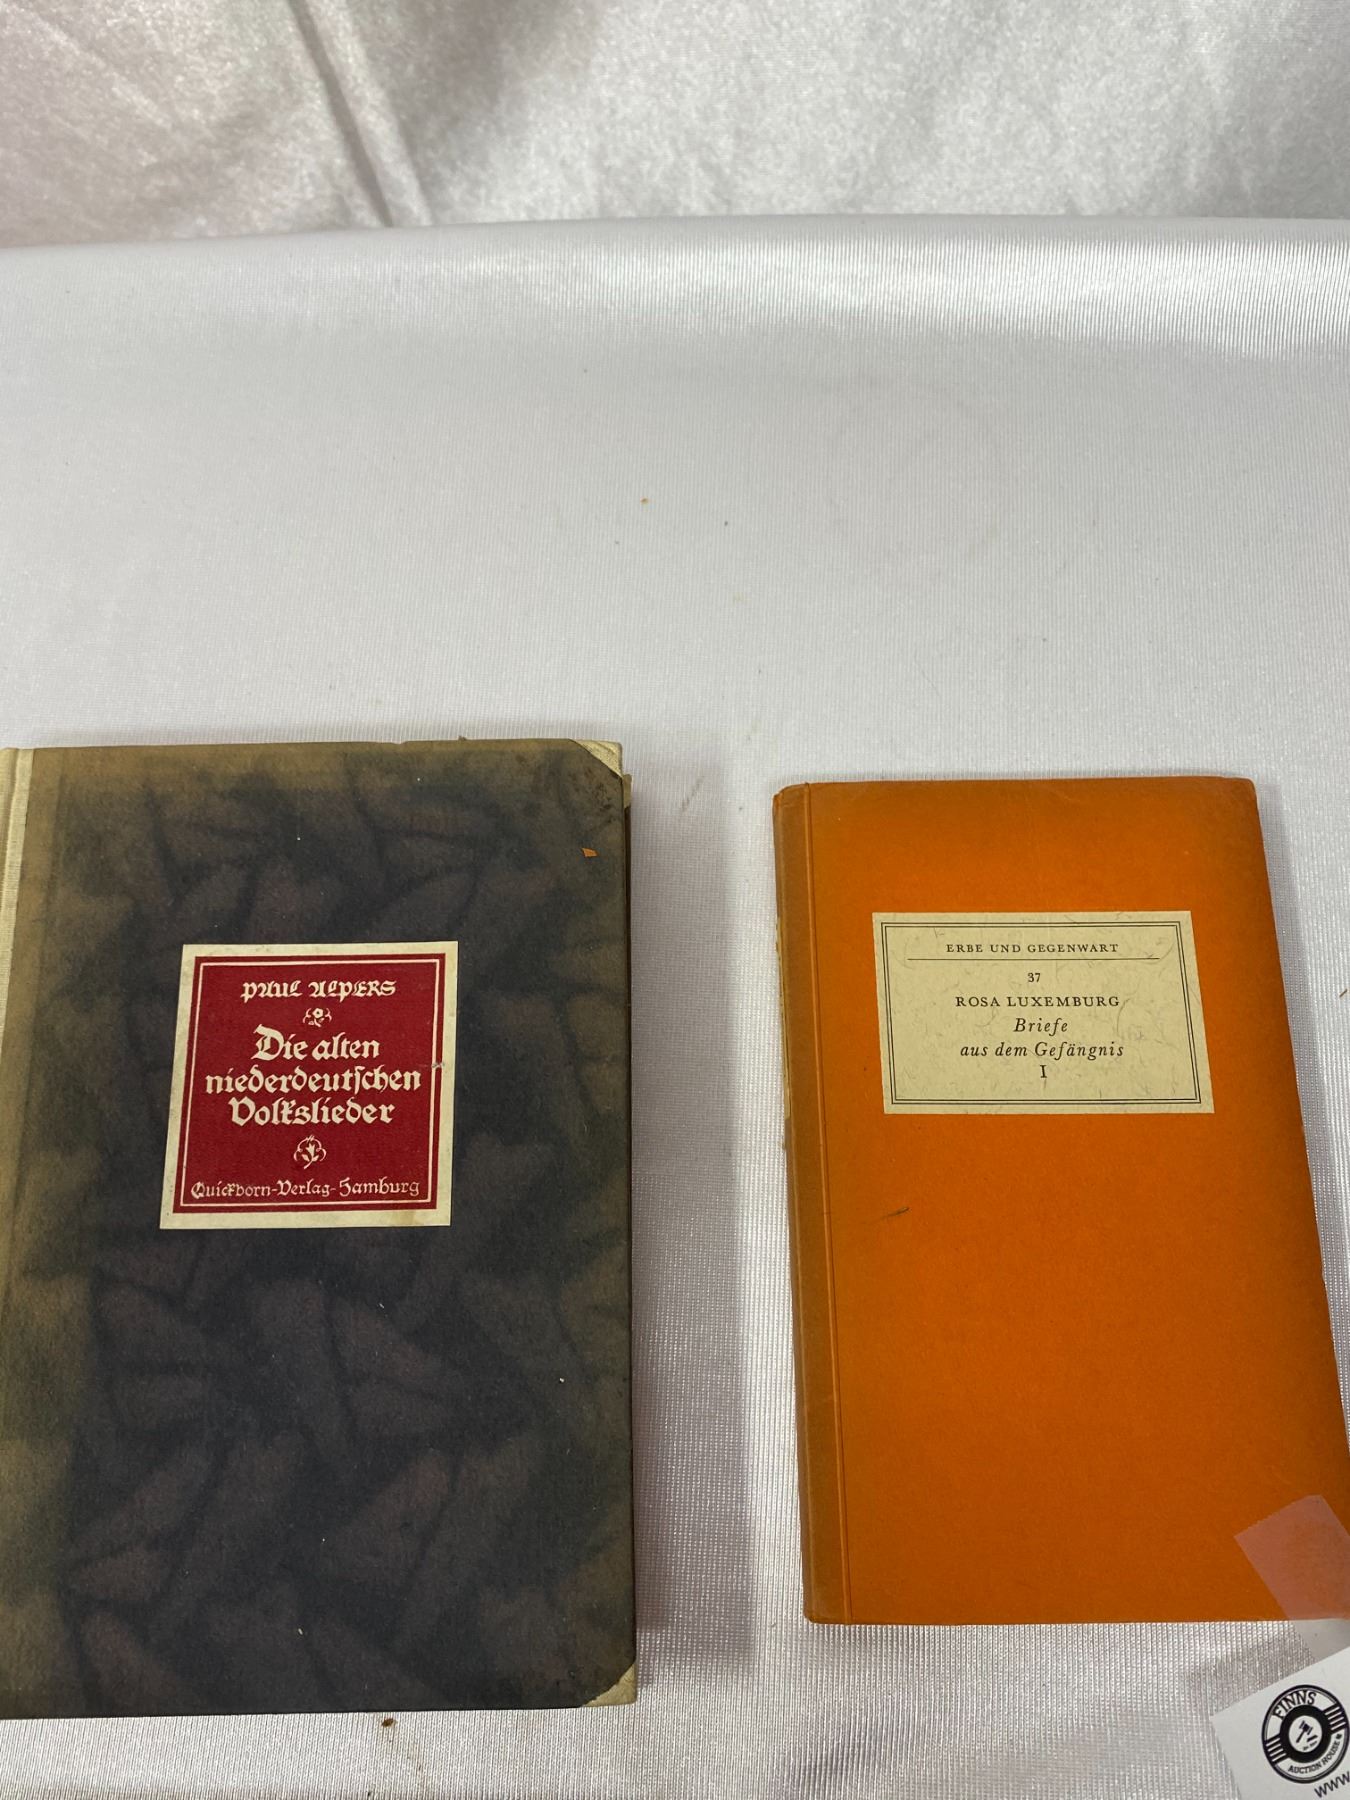 PAUL ALPERS
Die alten
niederdeutschen
Volkslieder
Quickborn-Verlag-Hamburg
ERBE UND GEGENWART
37
ROSA LUXEMBURG
Briefe
aus dem Gefängnis
I
FINNS
AUCTION HOUSE
WWW